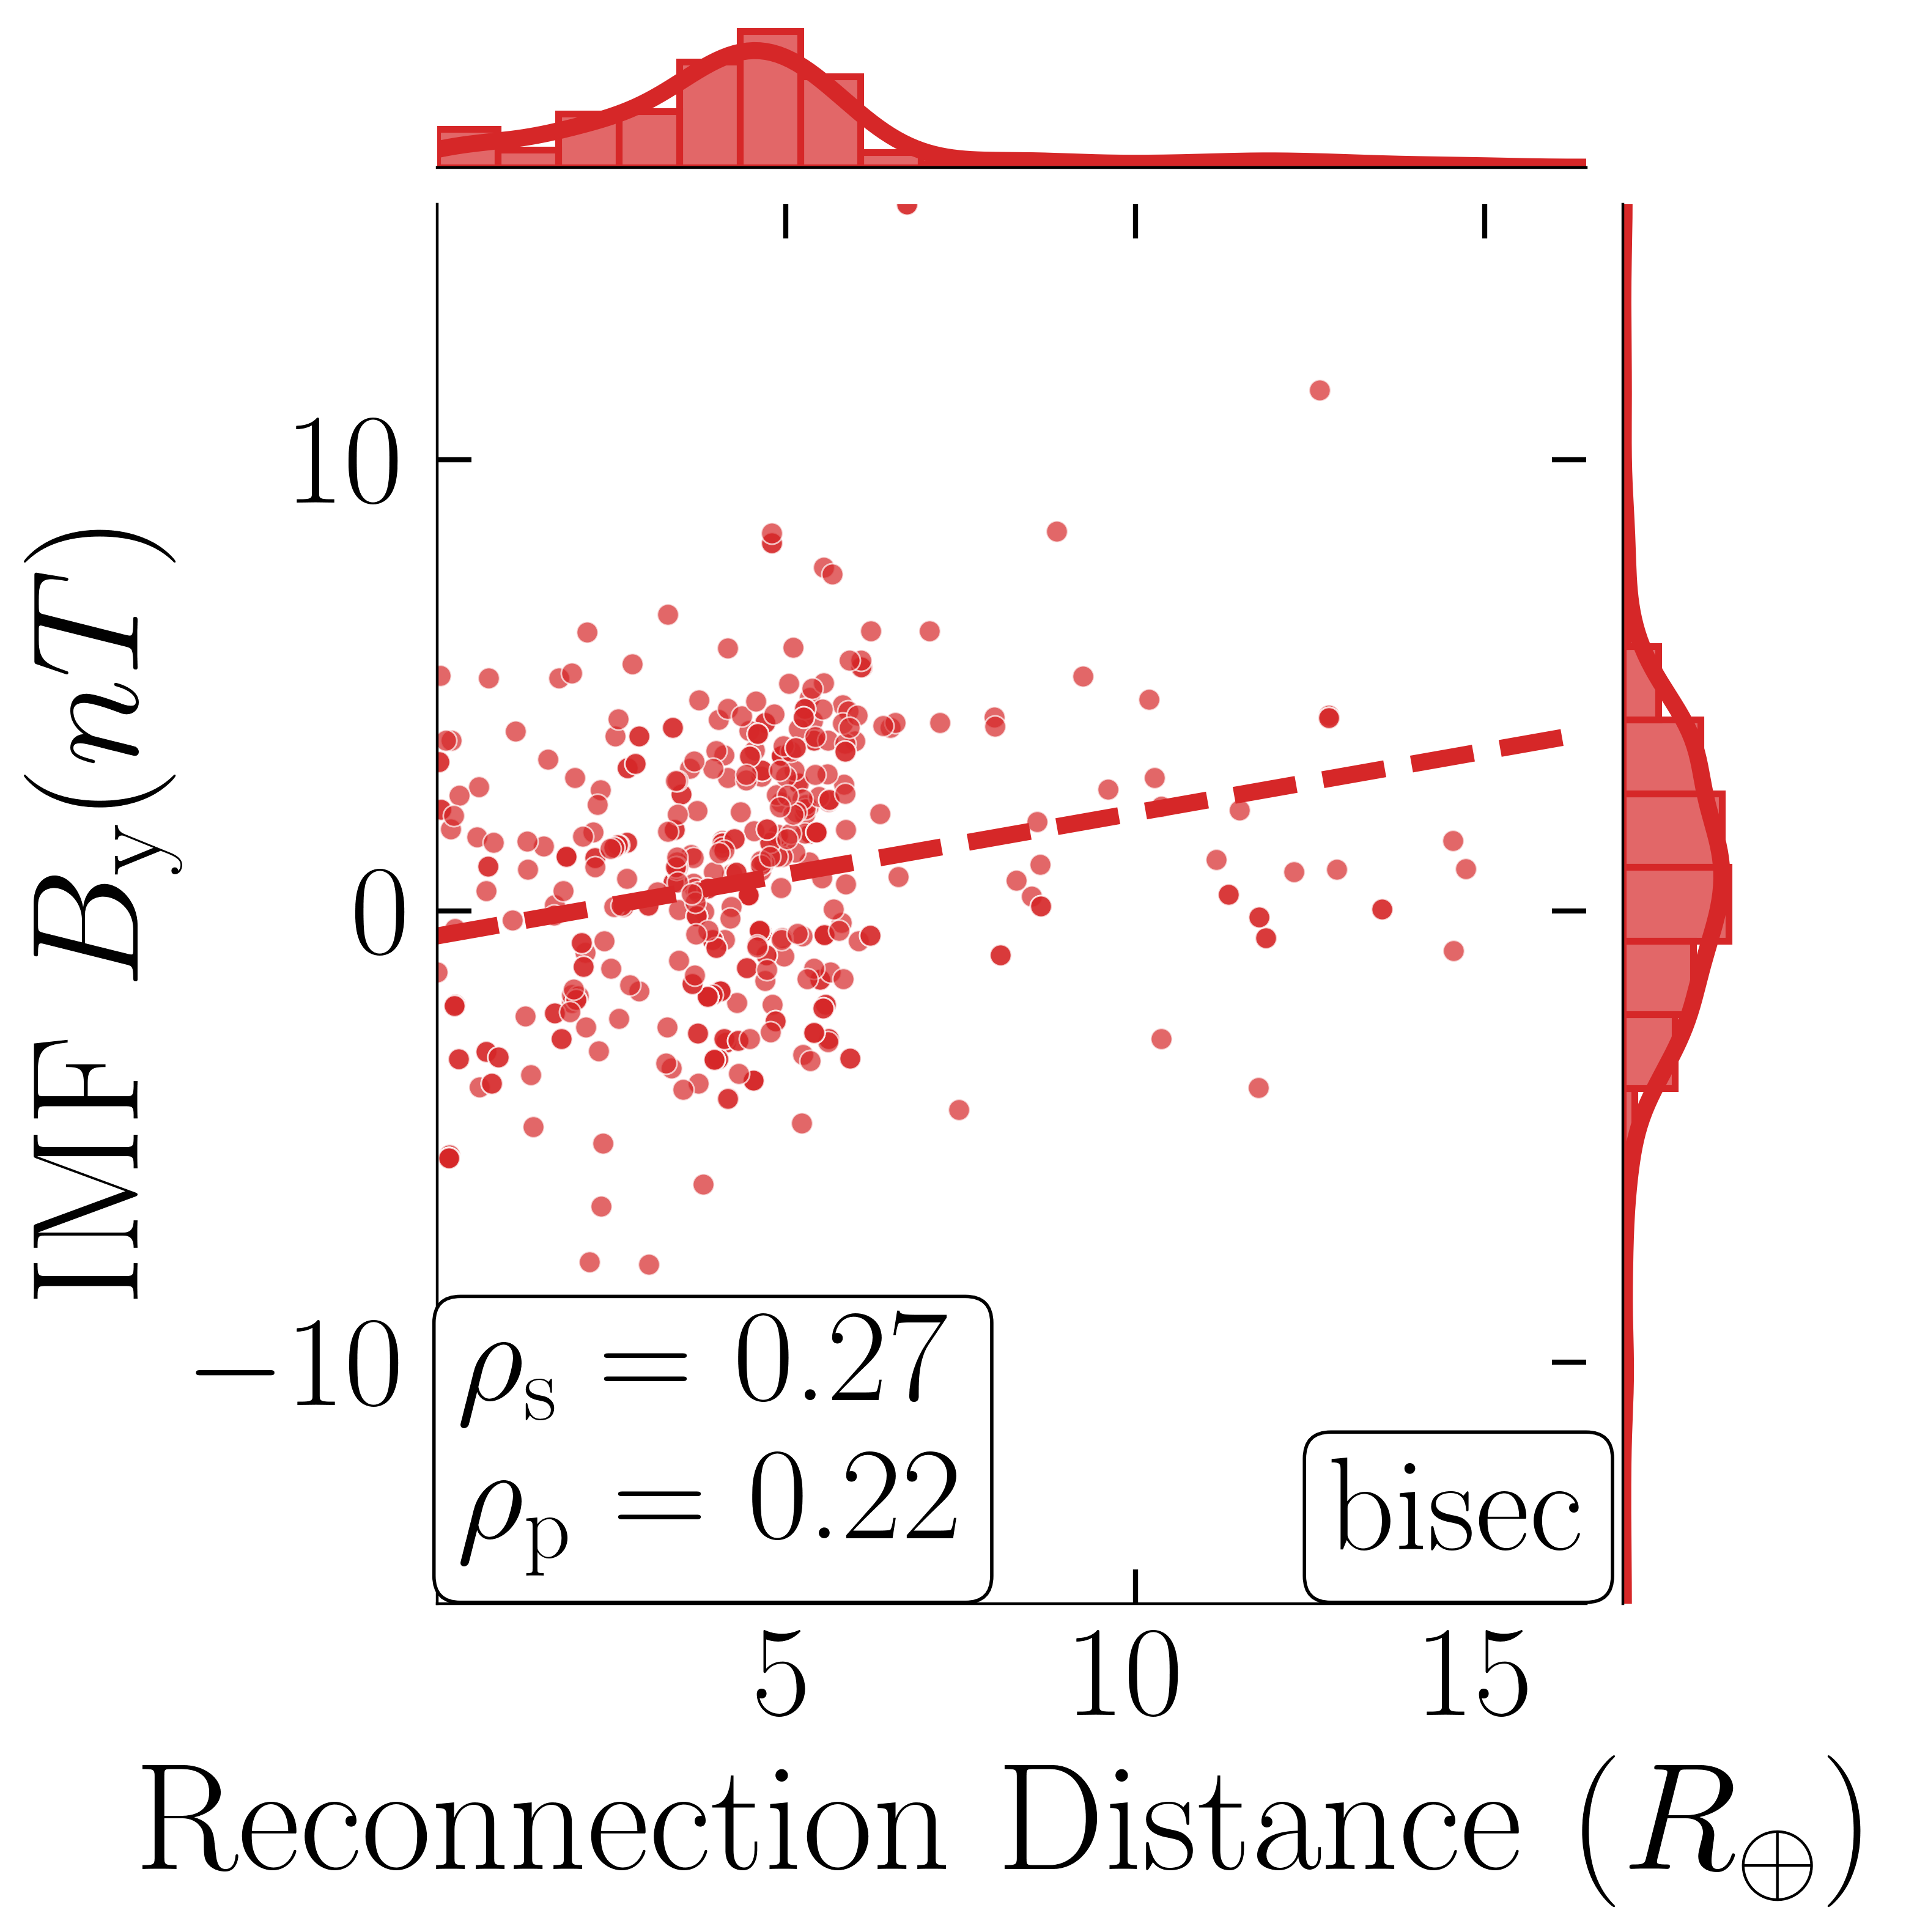 10
0
−10
IMF B_y(nT)
ρ_s = 0.27
ρ_p = 0.22
bisec
5 10 15
Reconnection Distance (R_⊕)